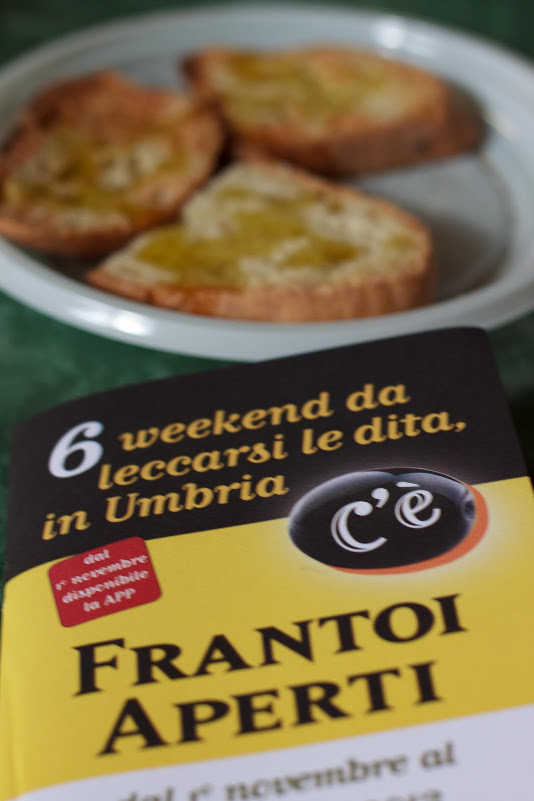 6 weekend da
leccarsi le dita,
in Umbria
c'è
dal
1° novembre
disponibile
la APP
FRANTOI
APERTI
dal 1° novembre al